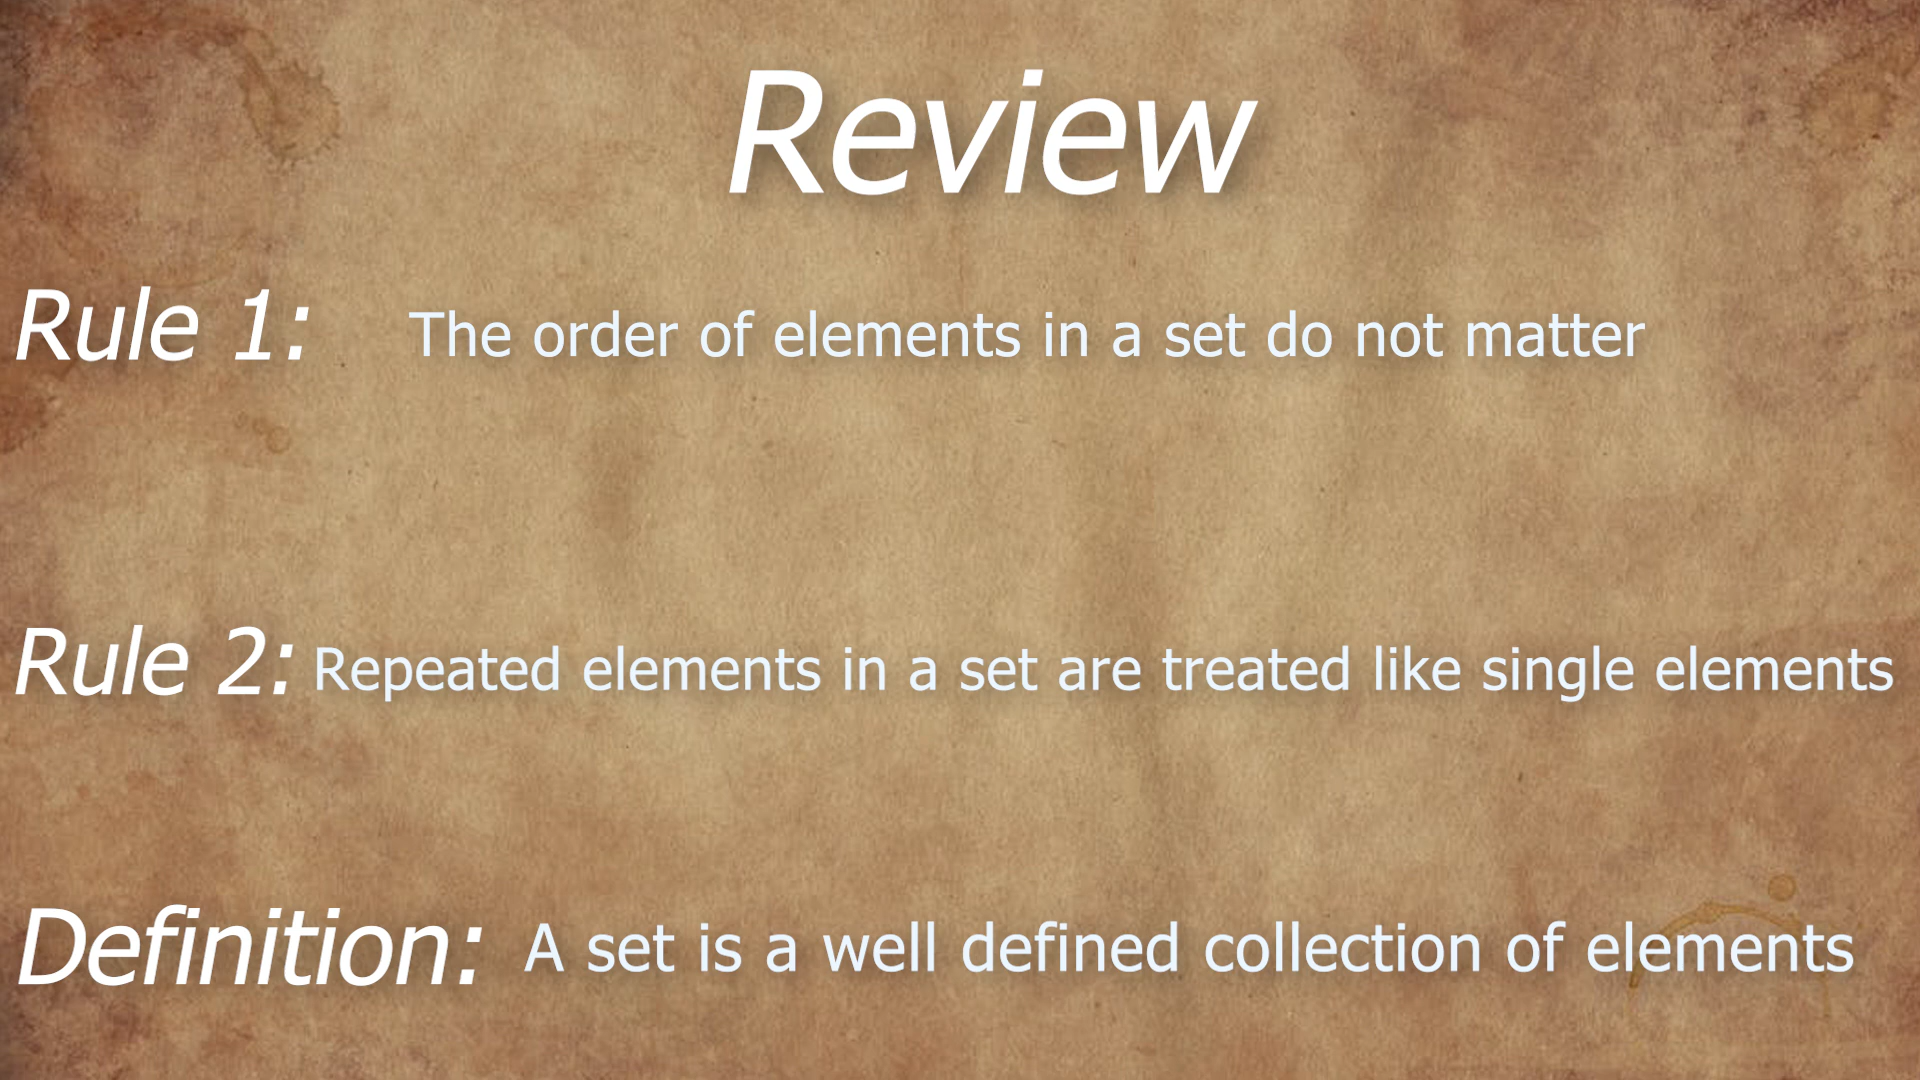 Review
Rule 1: The order of elements in a set do not matter
Rule 2: Repeated elements in a set are treated like single elements
Definition: A set is a well defined collection of elements